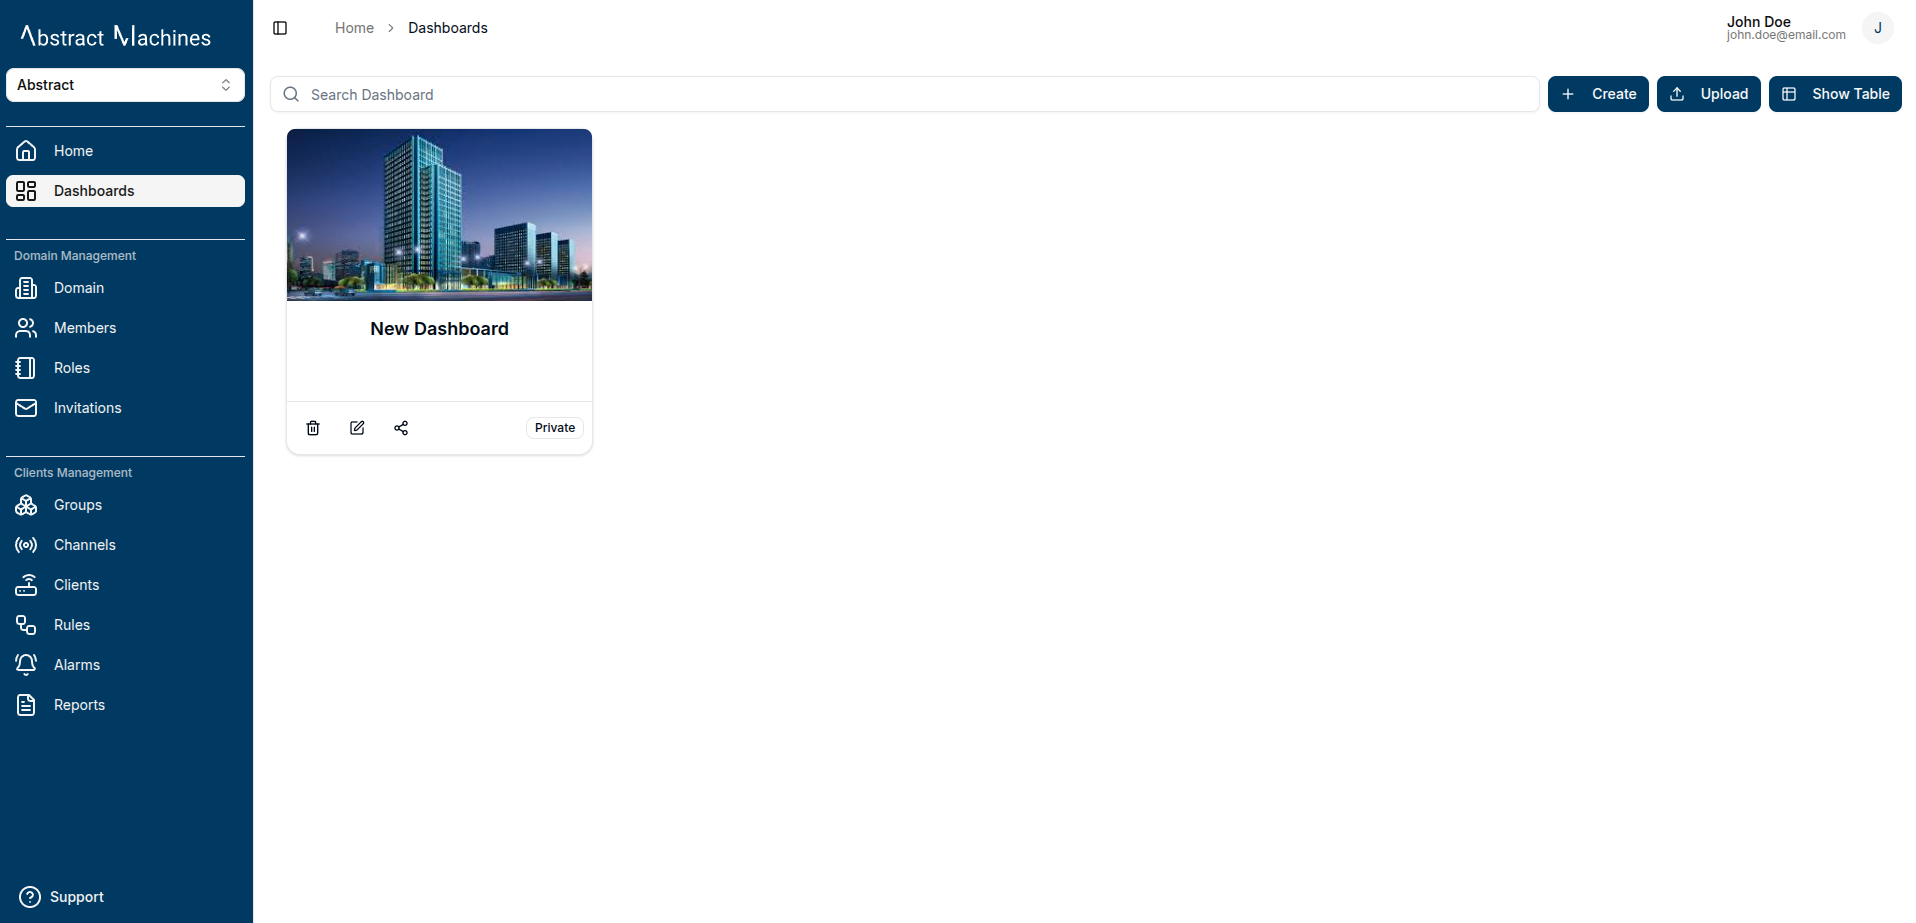 Abstract Machines
Abstract
Home
Dashboards
Domain Management
Domain
Members
Roles
Invitations
Clients Management
Groups
Channels
Clients
Rules
Alarms
Reports
Support
Home > Dashboards
John Doe
john.doe@email.com
J
Search Dashboard
Create
Upload
Show Table
New Dashboard
Private